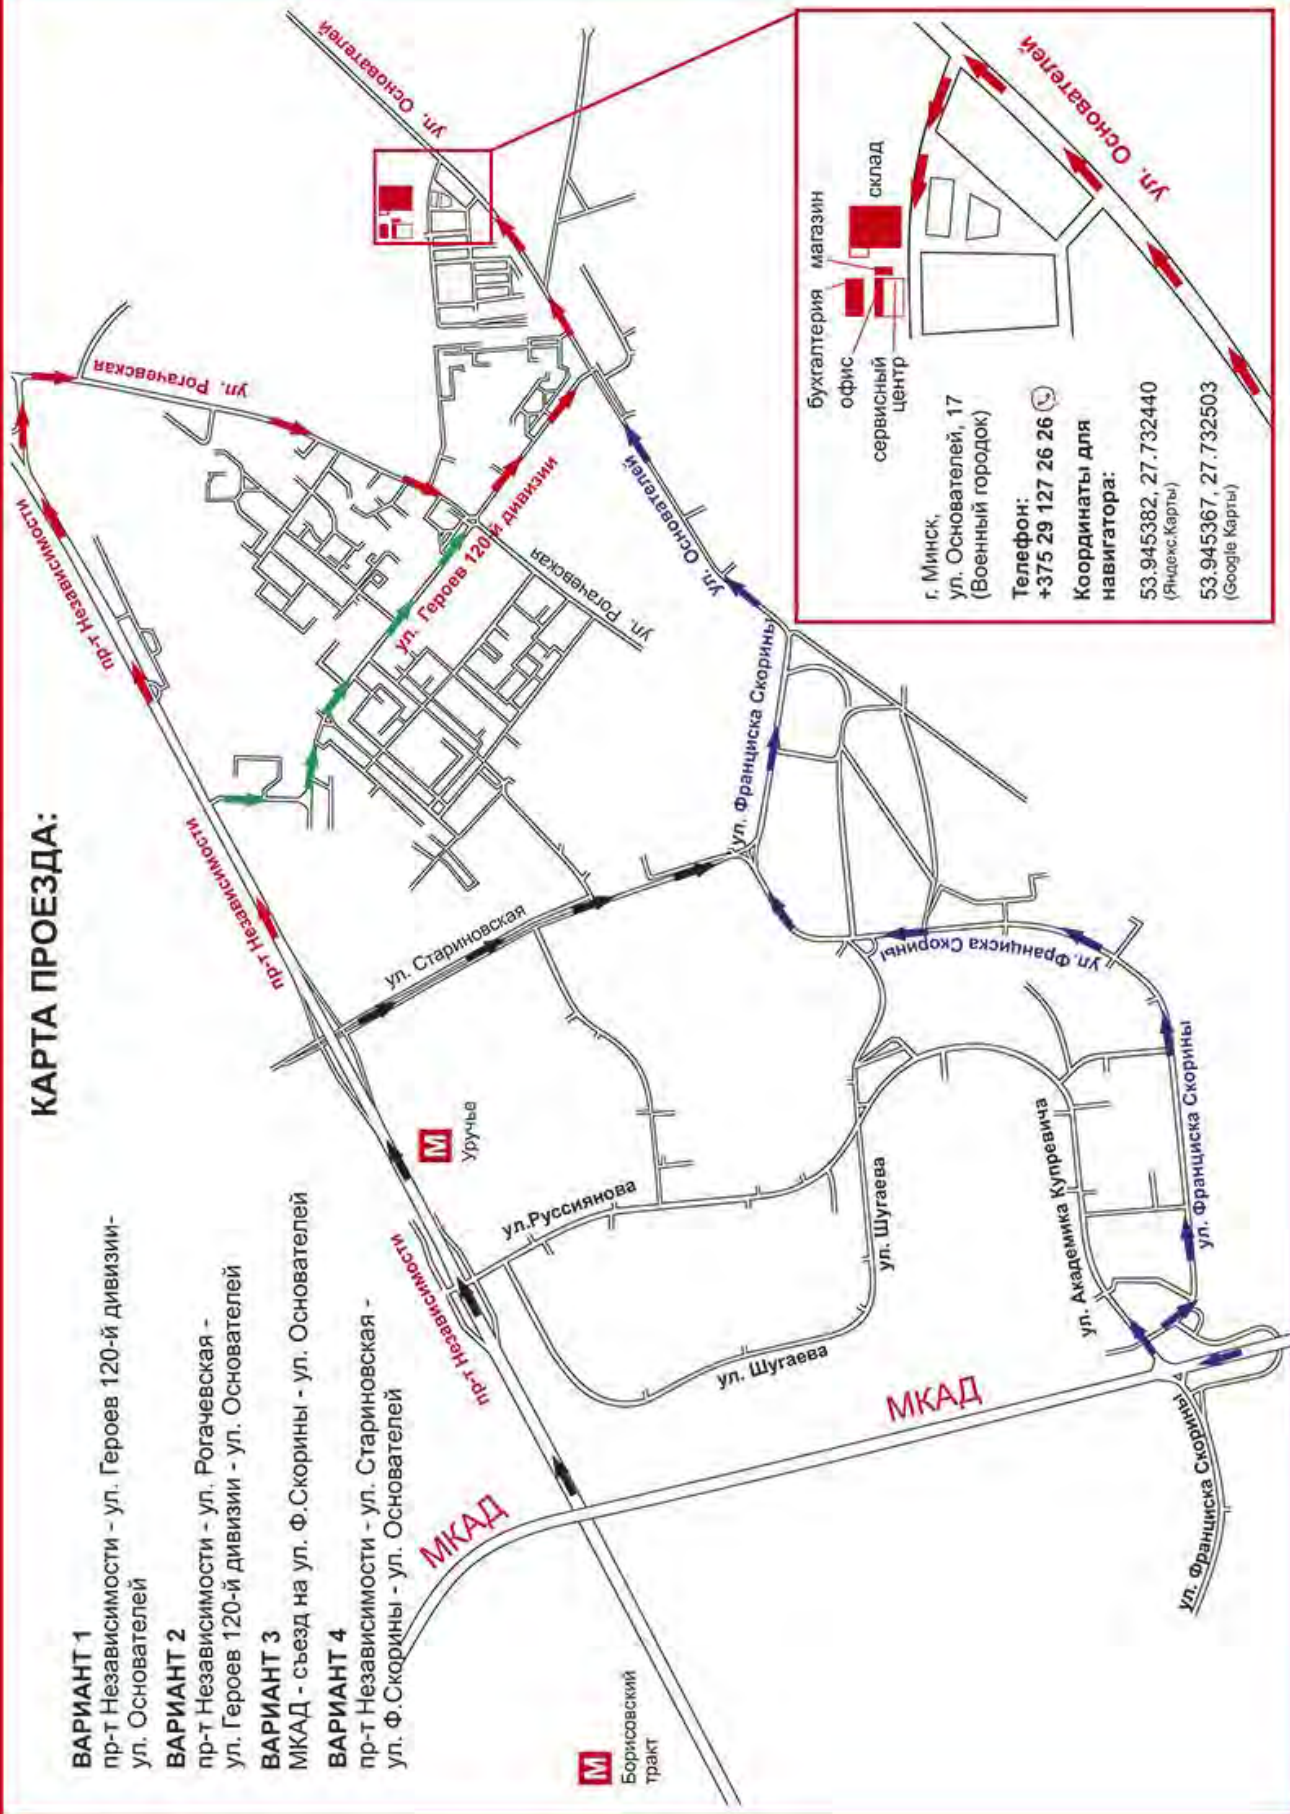 КАРТА ПРОЕЗДА:
ВАРИАНТ 1
пр-т Независимости - ул. Героев 120-й дивизии-
ул. Основателей
ВАРИАНТ 2
пр-т Независимости - ул. Рогачевская -
ул. Героев 120-й дивизии - ул. Основателей
ВАРИАНТ 3
МКАД - съезд на ул. Ф.Скорины - ул. Основателей
ВАРИАНТ 4
пр-т Независимости - ул. Стариновская -
ул. Ф.Скорины - ул. Основателей
М
Борисовский
тракт
МКАД
МКАД
пр-т Независимости
М
Уручье
пр-т Независимости
пр-т Независимости
ул. Рогачевская
ул. Основателей
ул. Героев 120-й дивизии
ул. Рогачевская
ул. Стариновская
ул.Руссиянова
ул. Шугаева
ул. Шугаева
ул. Академика Купревича
ул. Франциска Скорины
ул. Франциска Скорины
ул.Франциска Скорины
ул. Франциска Скорины
ул. Основателей
бухгалтерия
магазин
офис
склад
сервисный
центр
ул. Основателей
г. Минск,
ул. Основателей, 17
(Военный городок)
Телефон:
+375 29 127 26 26
Координаты для
навигатора:
53.945382, 27.732440
(Яндекс.Карты)
53.945367, 27.732503
(Google Карты)